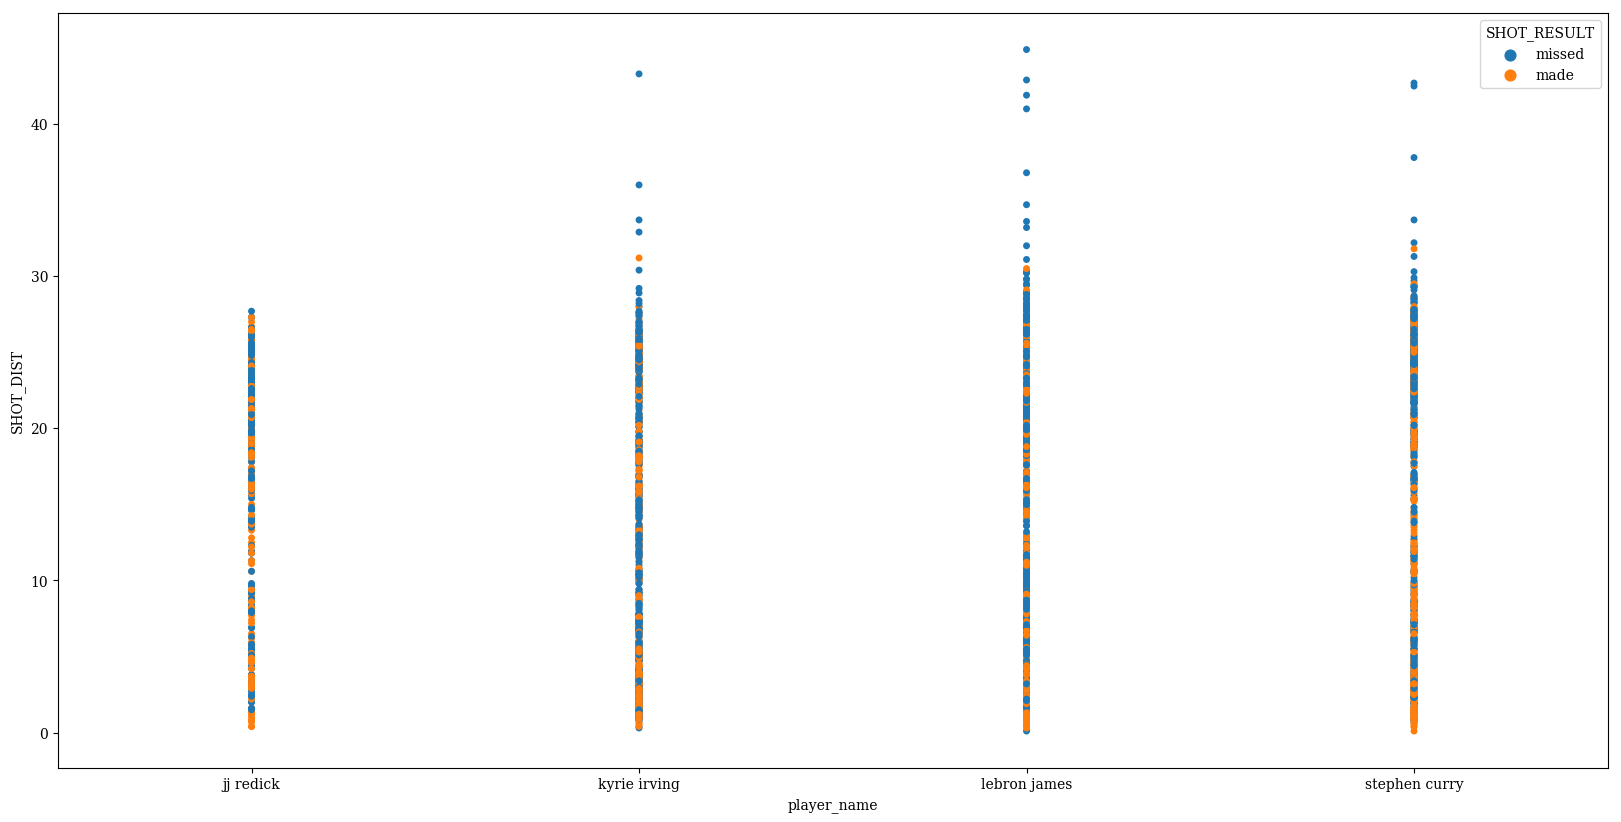 SHOT_RESULT
missed
made
40
30
20
10
0
SHOT_DIST
jj redick
kyrie irving
lebron james
stephen curry
player_name